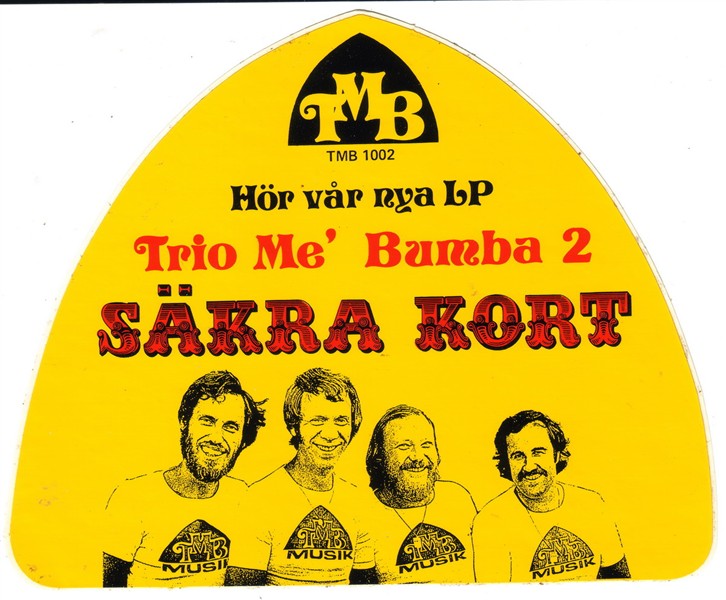 TMB
TMB 1002
Hör vår nya LP
Trio Me' Bumba 2
SÄKRA KORT
TMB
MUSIK
TMB
MUSIK
TMB
MUSIK
TMB
MUSIK